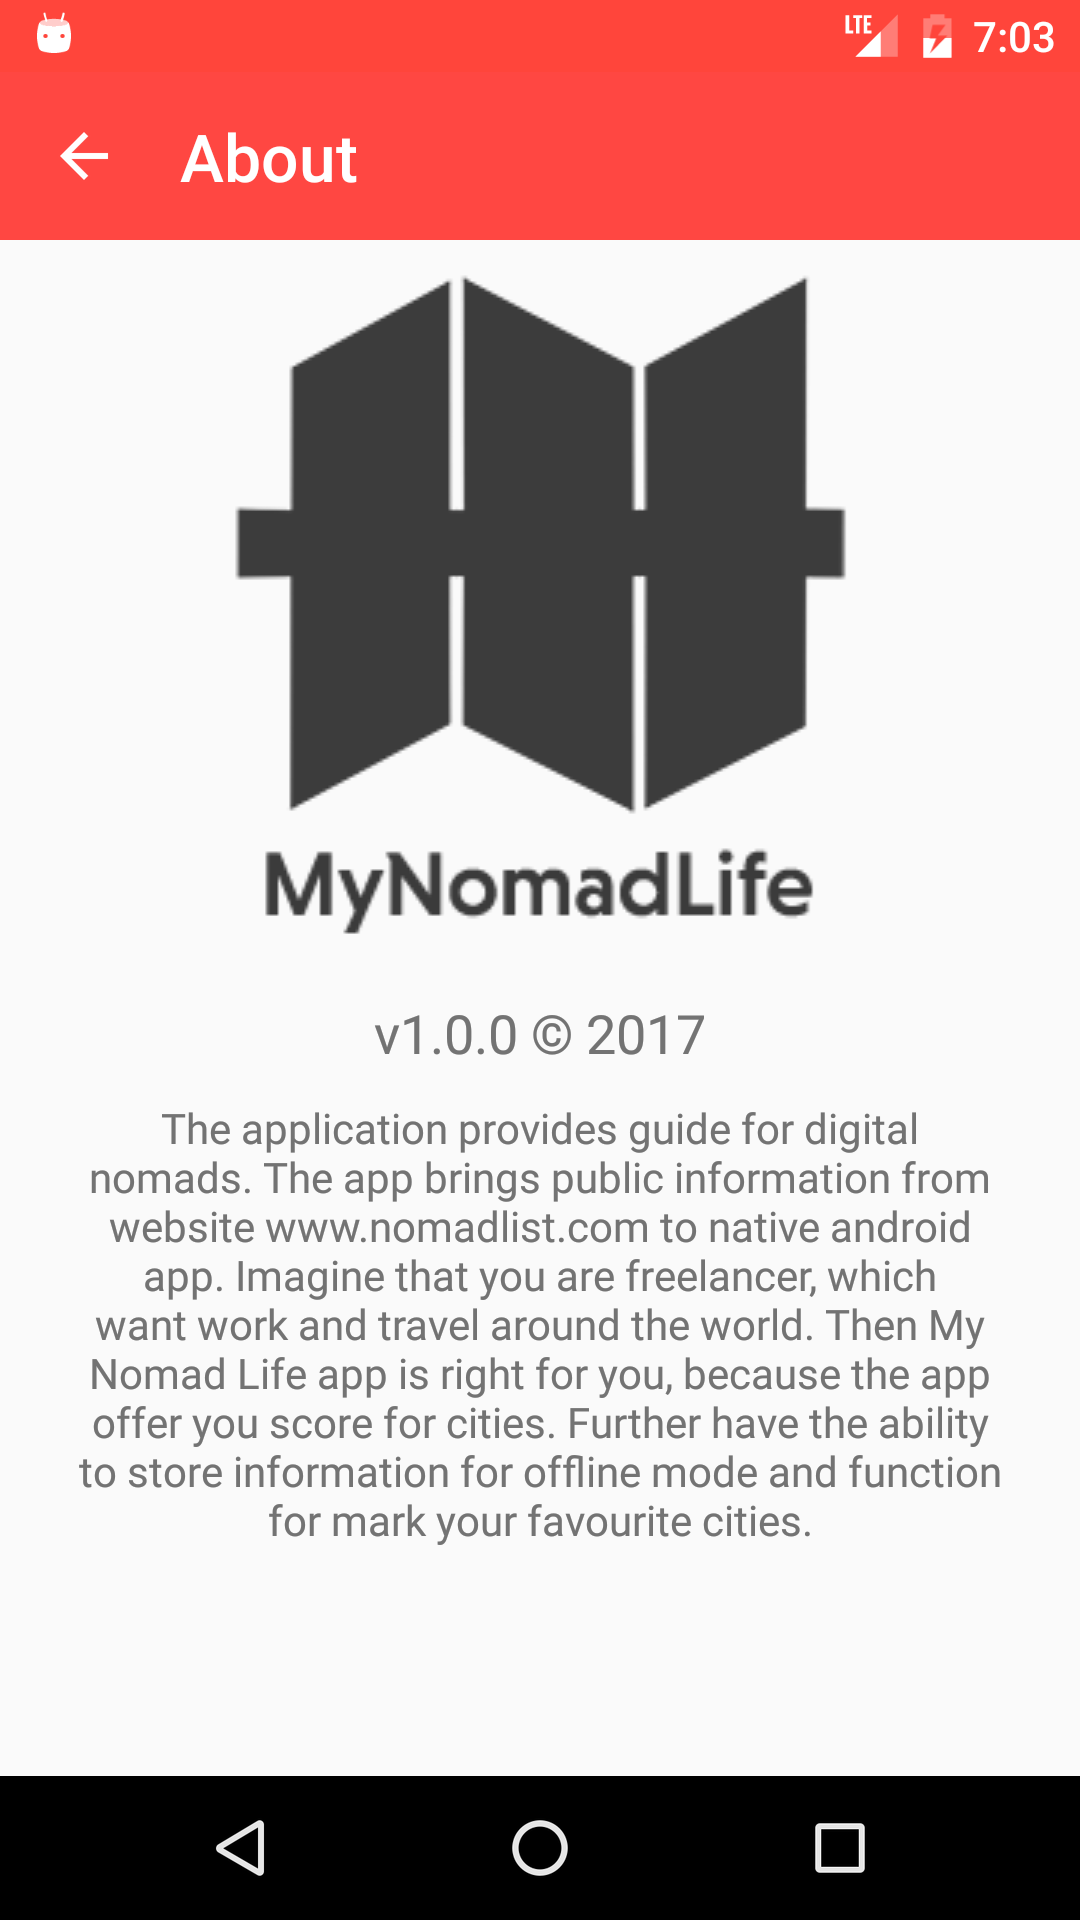 LTE 7:03
About
MyNomadLife
v1.0.0 © 2017
The application provides guide for digital
nomads. The app brings public information from
website www.nomadlist.com to native android
app. Imagine that you are freelancer, which
want work and travel around the world. Then My
Nomad Life app is right for you, because the app
offer you score for cities. Further have the ability
to store information for offline mode and function
for mark your favourite cities.